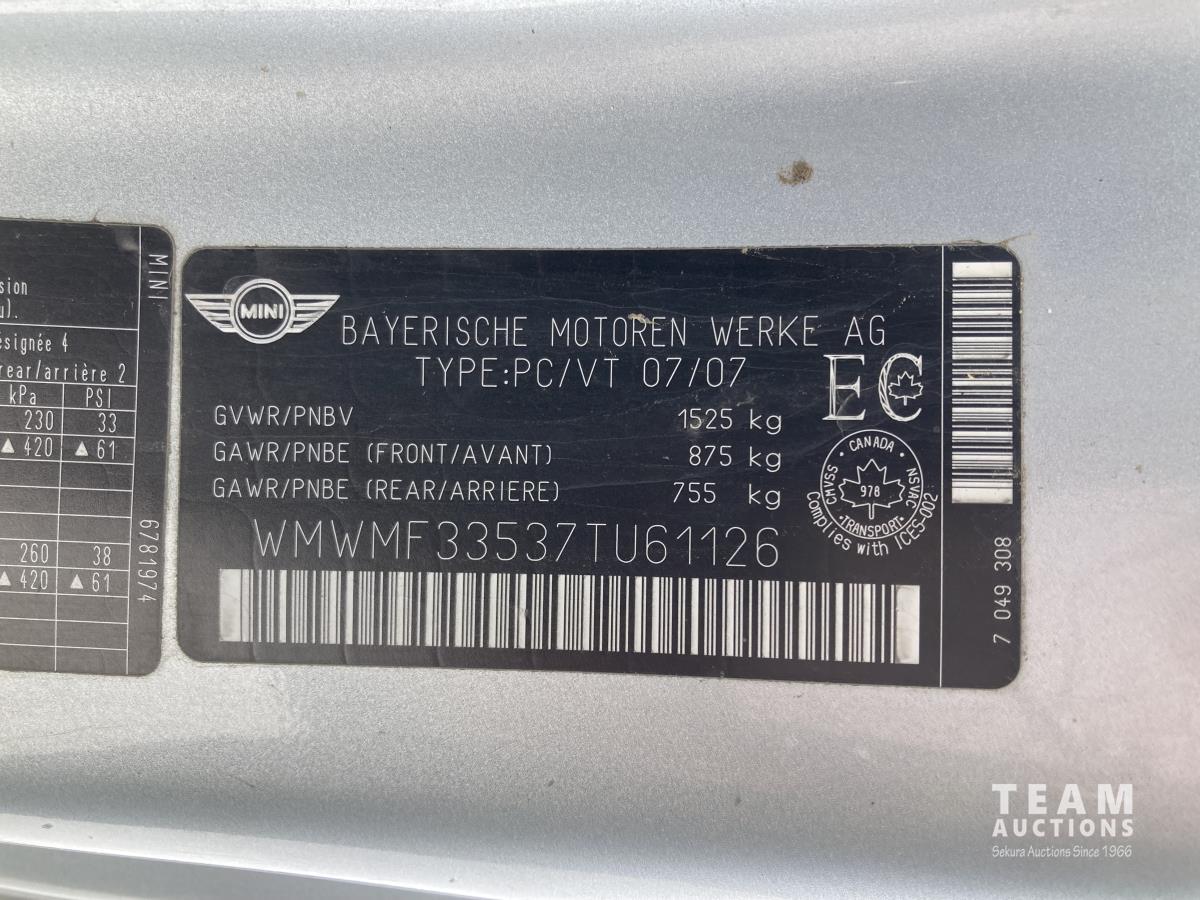 sion
u).
ésignée 4
rear/arrière 2
kPa PSI
230 33
▲ 420 ▲ 61
260 38
▲ 420 ▲ 61
MINI
6781974
MINI
BAYERISCHE MOTOREN WERKE AG
TYPE:PC/VT 07/07
GVWR/PNBV 1525 kg
GAWR/PNBE (FRONT/AVANT) 875 kg
GAWR/PNBE (REAR/ARRIERE) 755 kg
WMWMF33537TU61126
EC
CANADA
CMVSS NSVAC
978
TRANSPORT
Complies with ICES-002
7 049 308
TEAM
AUCTIONS
Sekura Auctions Since 1966